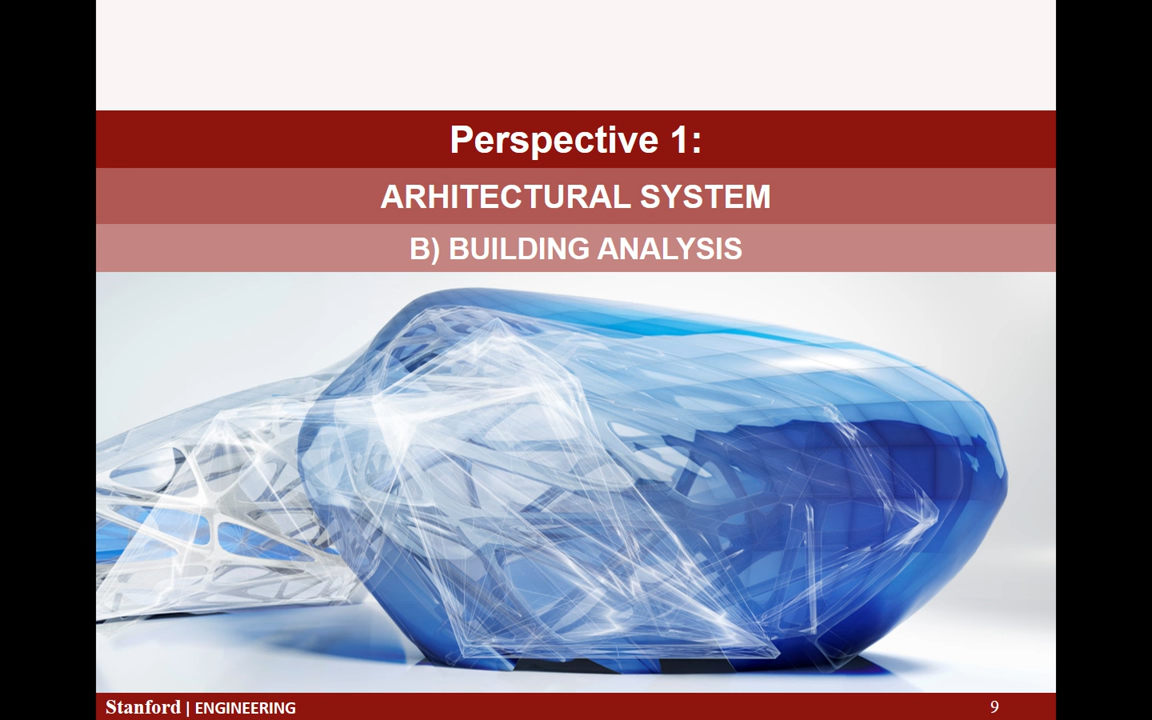 Perspective 1:
ARHITECTURAL SYSTEM
B) BUILDING ANALYSIS
Stanford | ENGINEERING
9